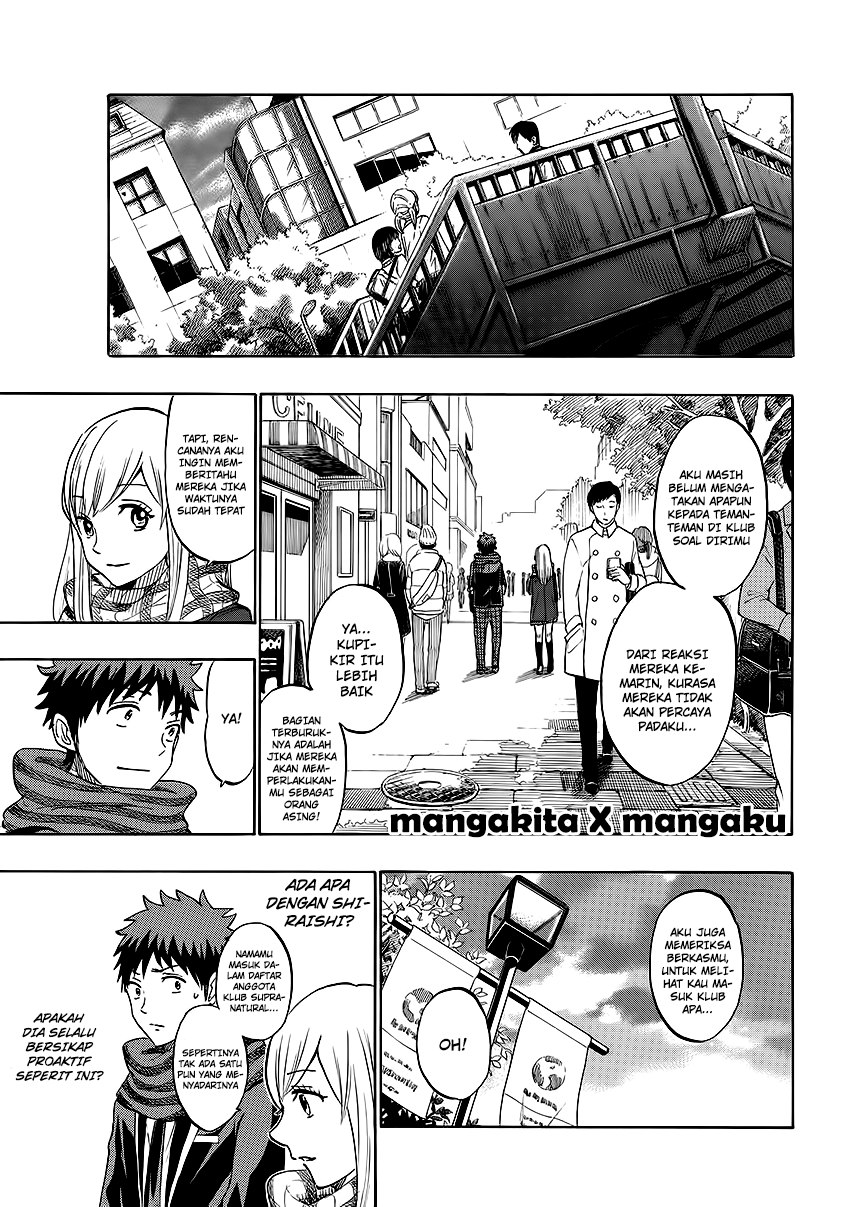 AKU MASIH
BELUM MENGA-
TAKAN APAPUN
KEPADA TEMAN-
TEMAN DI KLUB
SOAL DIRIMU
DARI REAKSI
MEREKA KE-
MARIN, KURASA
MEREKA TIDAK
AKAN PERCAYA
PADAKU...
YA...
KUPI-
KIR ITU
LEBIH
BAIK
BAGIAN
TERBURUK-
NYA ADALAH
JIKA MEREKA
AKAN MEM-
PERLAKUKAN-
MU SEBAGAI
ORANG
ASING!
mangakita X mangaku
TAPI, REN-
CANANYA AKU
INGIN MEM-
BERITAHU
MEREKA JIKA
WAKTUNYA
SUDAH TEPAT
YA!
AKU JUGA
MEMERIKSA
BERKASMU,
UNTUK MELI-
HAT KAU MA-
SUK KLUB
APA...
OH!
ADA APA
DENGAN SHI-
RAISHI?
NAMAMU
MASUK DA-
LAM DAFTAR
ANGGOTA
KLUB SUPRA-
NATURAL...
SEPERTINYA
TAK ADA SATU
PUN YANG ME-
NYADARINYA
APAKAH
DIA SELALU
BERSIKAP
PROAKTIF
SEPERIT INI?